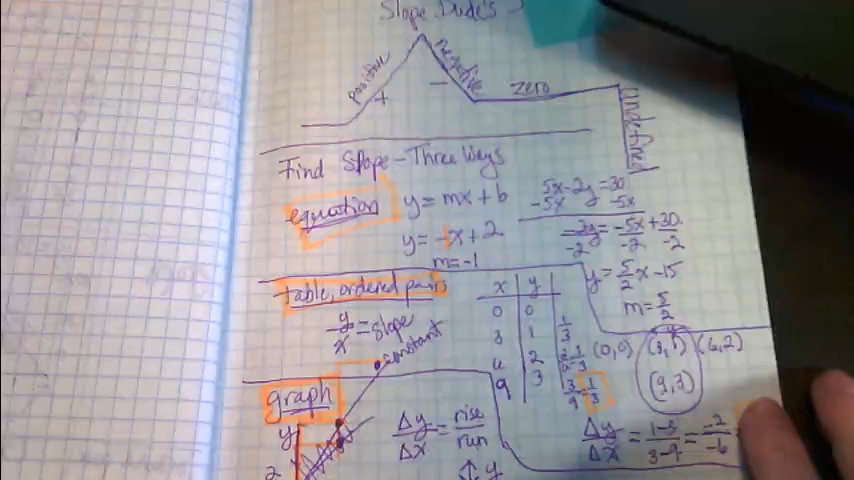 Slope Dude's
positive
+
negative
−
zero
undefined
Find Slope - Three Ways
equation
y = mx + b
y = -x + 2
m = -1
5x - 2y = 30
-5x -5x
-2y = -5x + 30
-2 -2 -2
y = 5/2 x - 15
m = 5/2
table, ordered pairs
y/x = slope
constant
x | y
0 | 0
3 | 1 1/3
6 | 2 2/6 = 1/3
9 | 3 3/9 = 1/3
(0,0) (3,1) (6,2)
(9,3)
Δy/Δx = 1-3/3-9 = -2/-6
graph
y
2
Δy/Δx = rise/run
↕ y